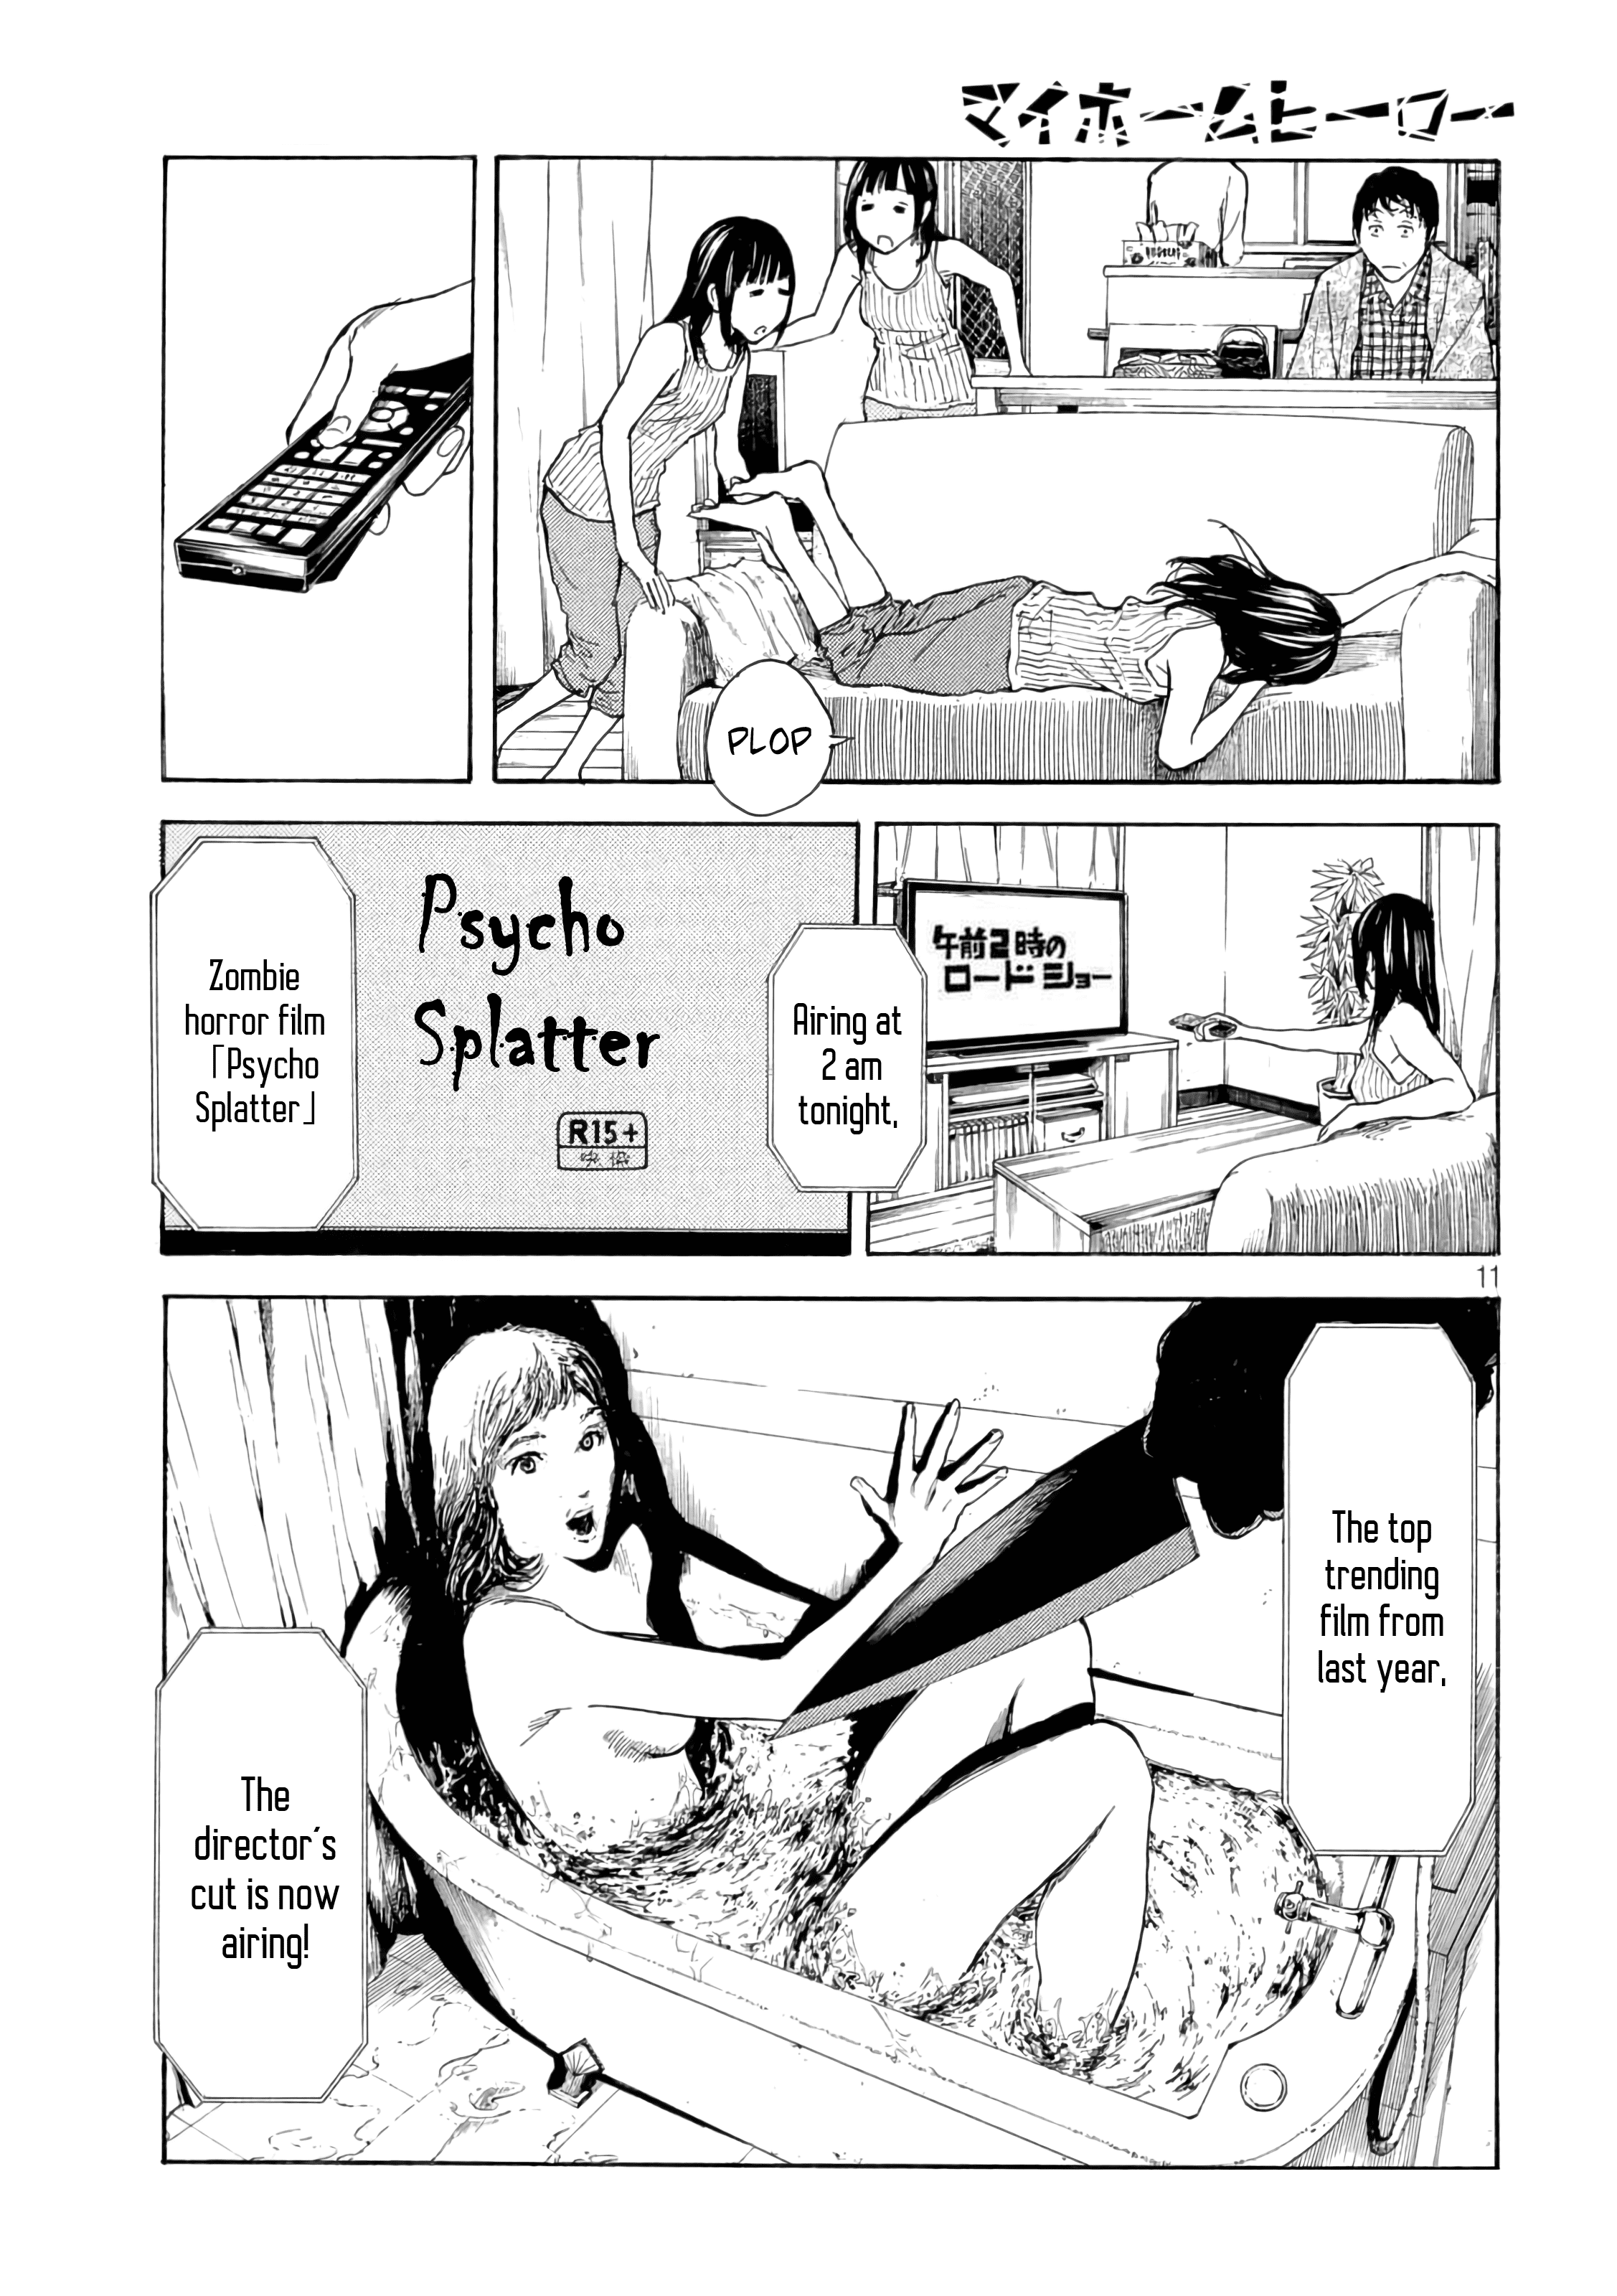 マイホームヒーロー
PLOP
午前2時の
ロードショー
Airing at
2 am
tonight.
Psycho
Splatter
R15+
Zombie
horror film
「Psycho
Splatter」
11
The top
trending
film from
last year.
The
director's
cut is now
airing!